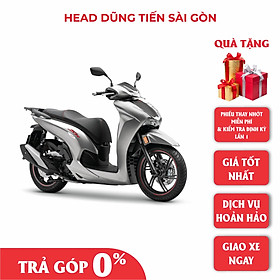 HEAD DŨNG TIẾN SÀI GÒN
QUÀ TẶNG
PHIẾU THAY NHỚT
MIỄN PHÍ
& KIỂM TRA ĐỊNH KỲ
LẦN 1
GIÁ TỐT
NHẤT
DỊCH VỤ
HOÀN HẢO
GIAO XE
NGAY
TRẢ GÓP 0%